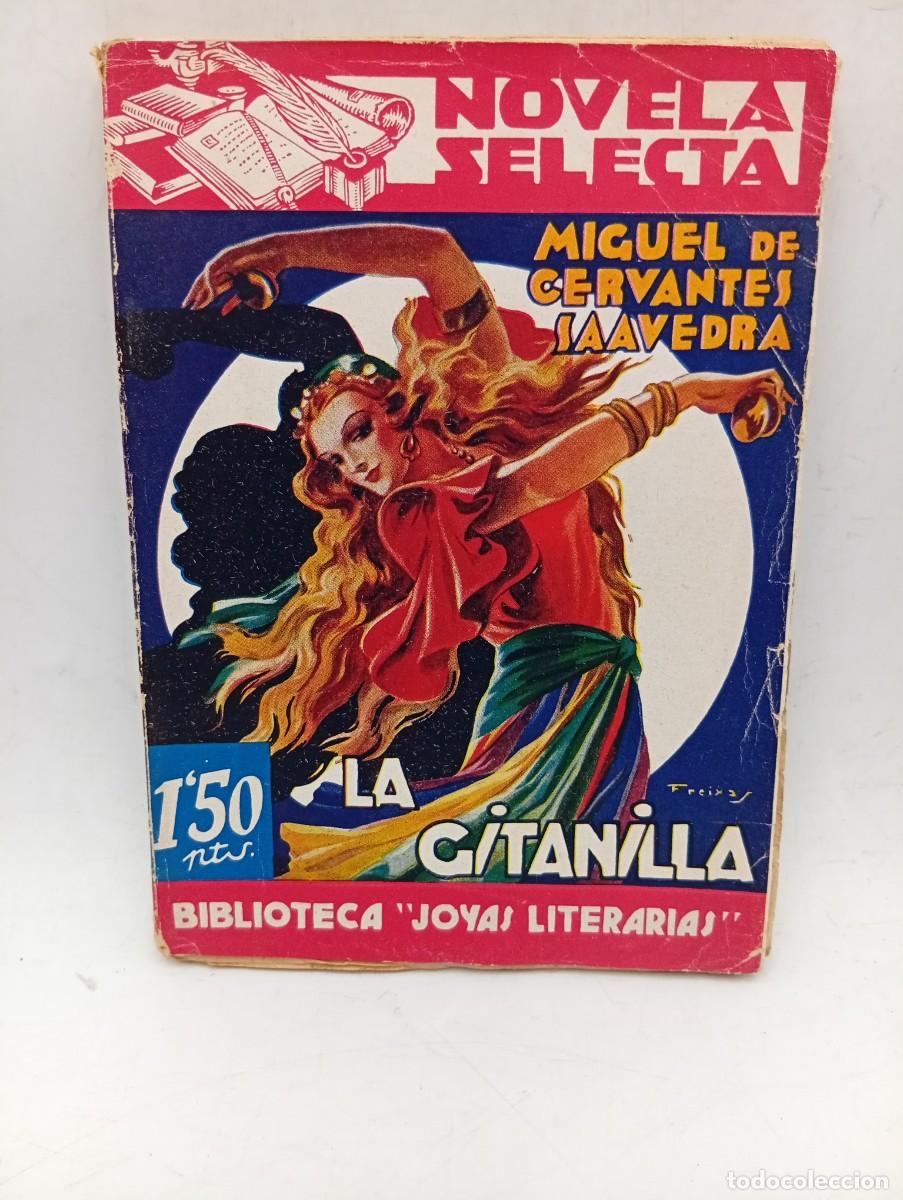 NOVELA
SELECTA
MIGUEL DE
CERVANTES
SAAVEDRA
Freixas
1'50
pts.
LA
GITANILLA
BIBLIOTECA "JOYAS LITERARIAS"
todocoleccion